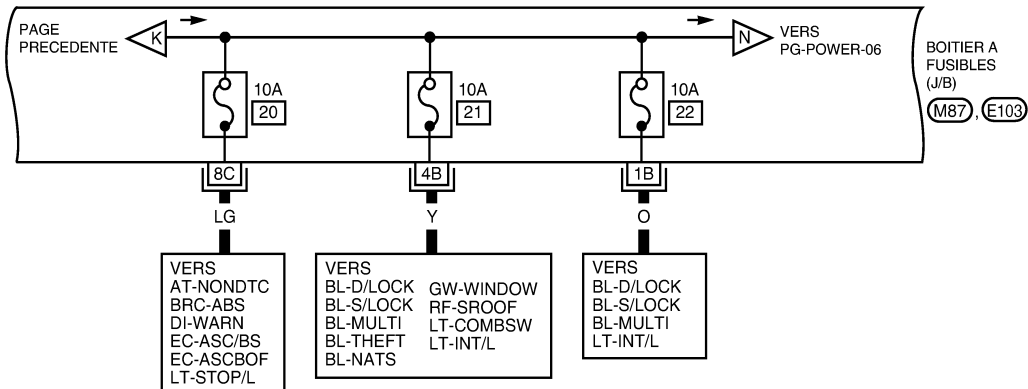 PAGE
PRECEDENTE
K
N
VERS
PG-POWER-06
BOITIER A
FUSIBLES
(J/B)
M87 , E103
10A
20
10A
21
10A
22
8C
4B
1B
LG
Y
O
VERS
AT-NONDTC
BRC-ABS
DI-WARN
EC-ASC/BS
EC-ASCBOF
LT-STOP/L
VERS
BL-D/LOCK
BL-S/LOCK
BL-MULTI
BL-THEFT
BL-NATS
GW-WINDOW
RF-SROOF
LT-COMBSW
LT-INT/L
VERS
BL-D/LOCK
BL-S/LOCK
BL-MULTI
LT-INT/L